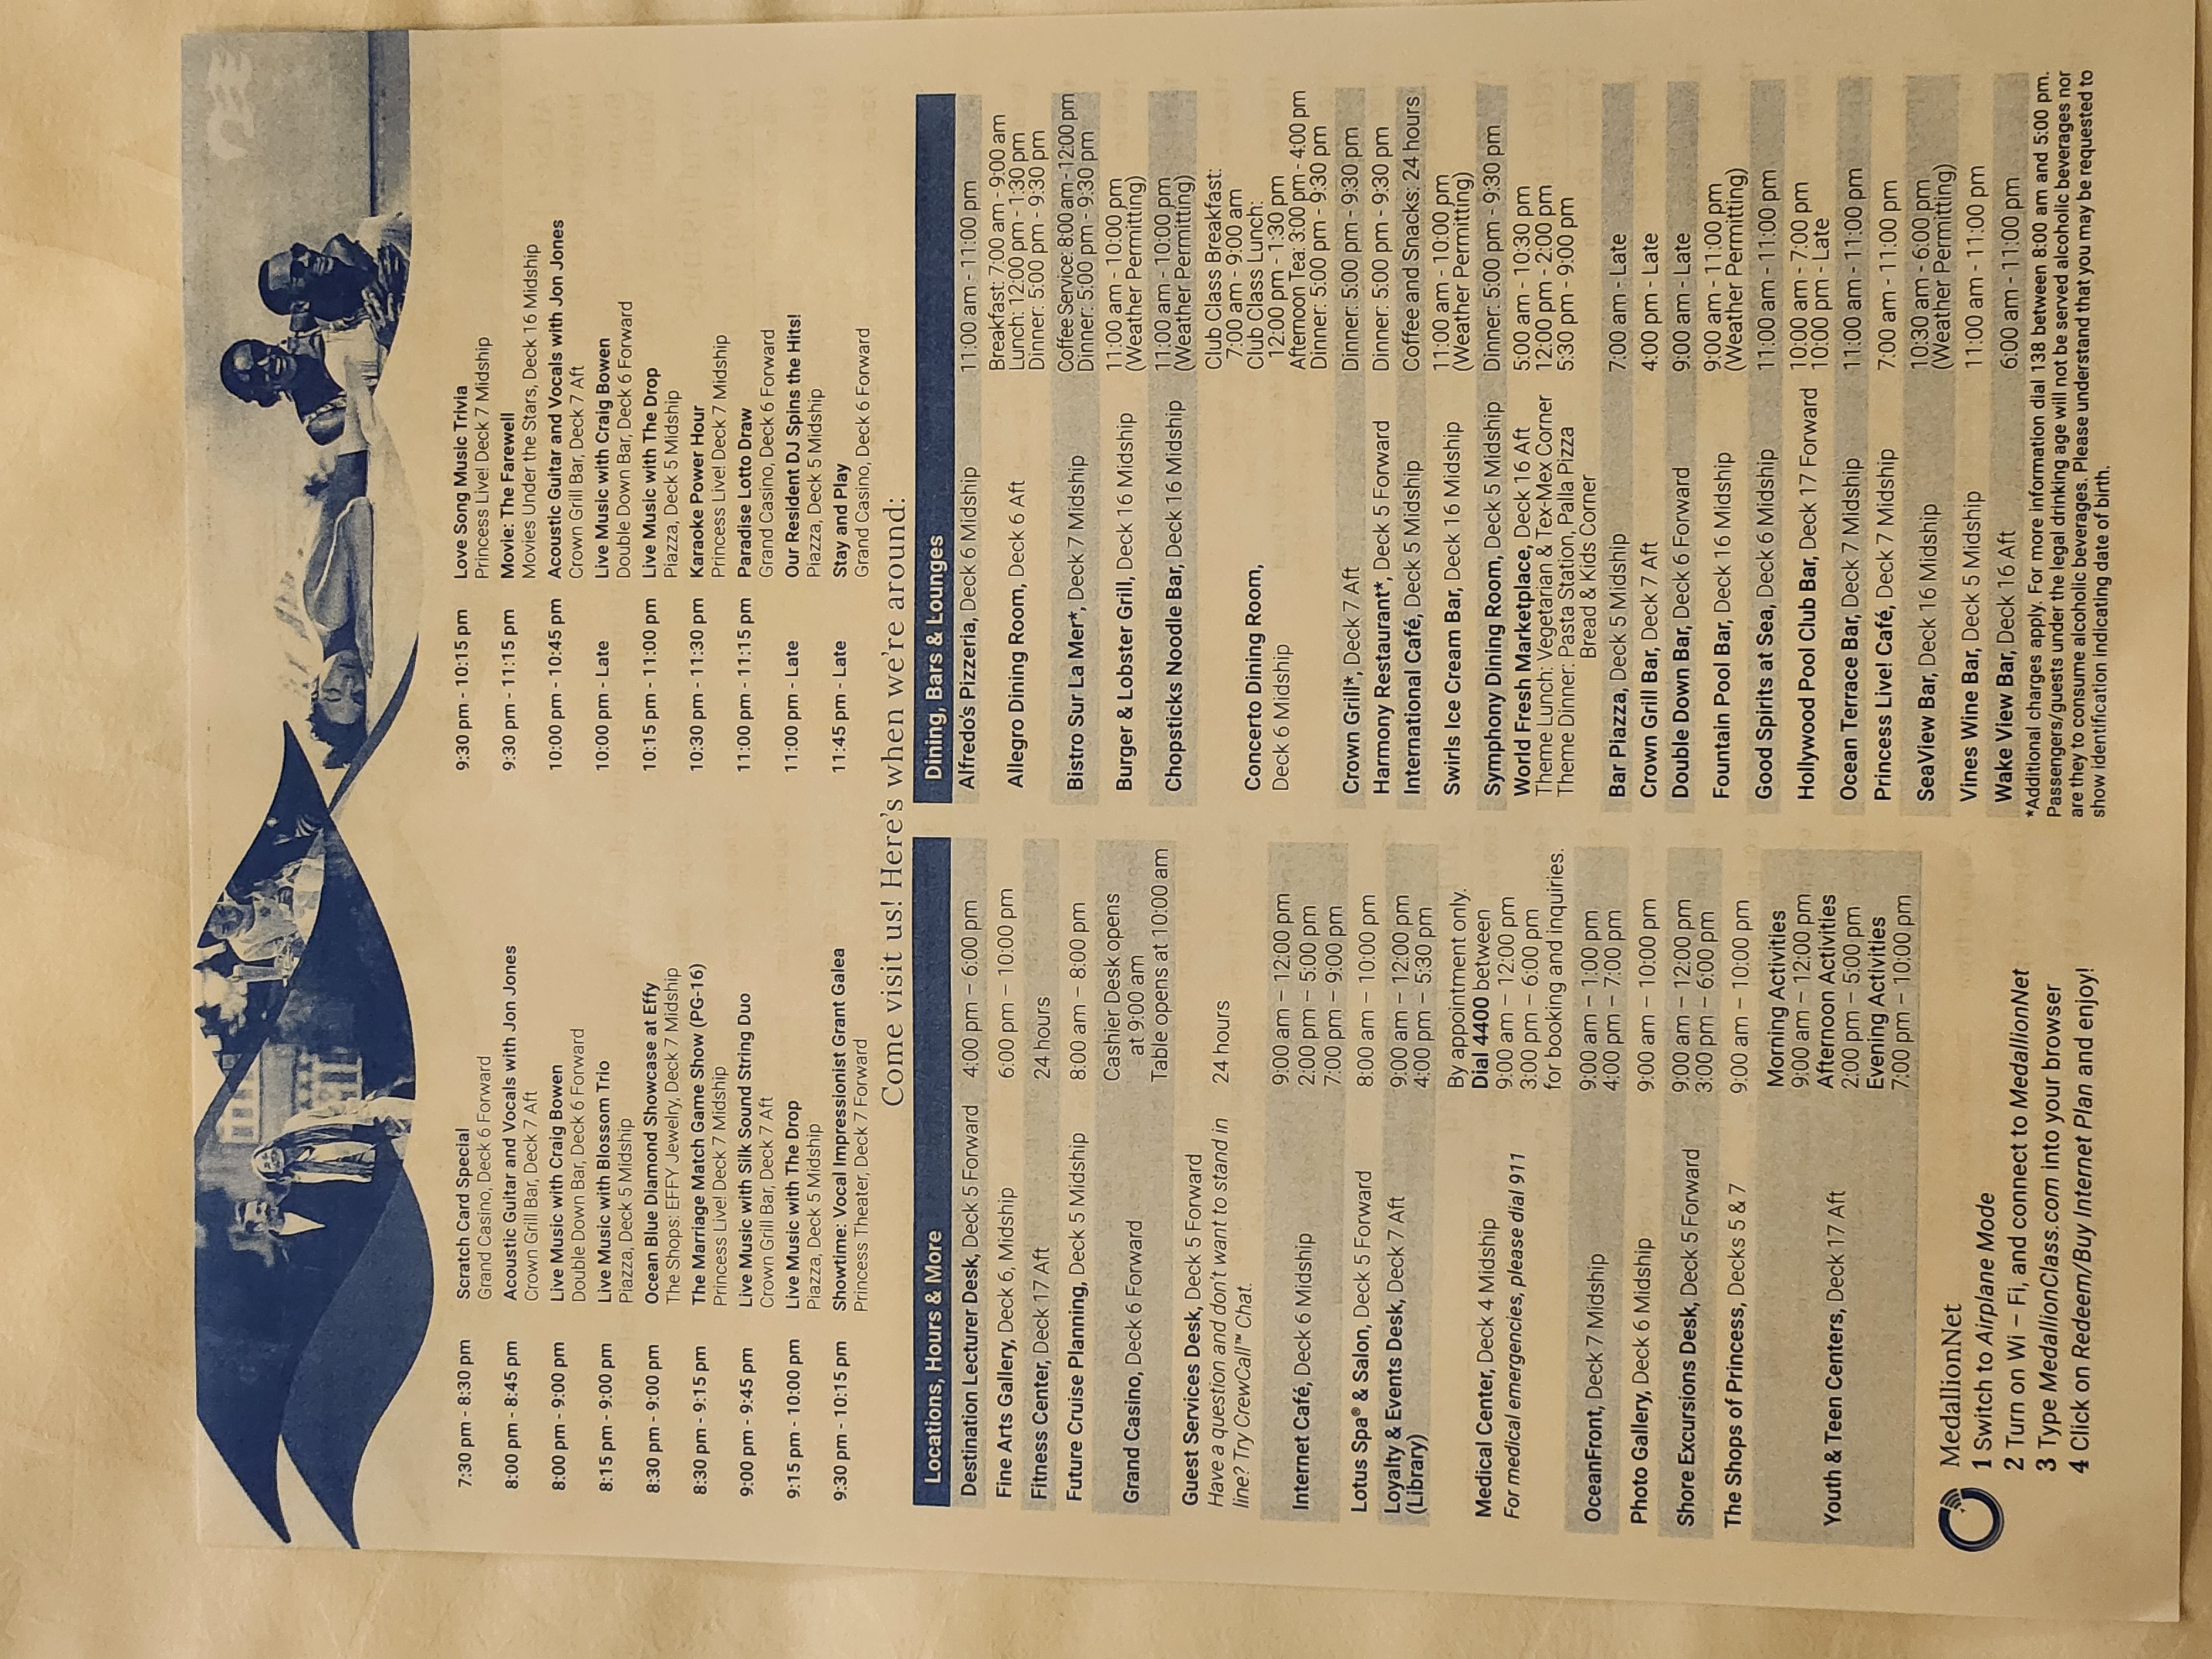 7:30 pm - 8:30 pm Scratch Card Special
Grand Casino, Deck 6 Forward
8:00 pm - 8:45 pm Acoustic Guitar and Vocals with Jon Jones
Crown Grill Bar, Deck 7 Aft
8:00 pm - 9:00 pm Live Music with Craig Bowen
Double Down Bar, Deck 6 Forward
8:15 pm - 9:00 pm Live Music with Blossom Trio
Piazza, Deck 5 Midship
8:30 pm - 9:00 pm Ocean Blue Diamond Showcase at Effy
The Shops: EFFY Jewelry, Deck 7 Midship
8:30 pm - 9:15 pm The Marriage Match Game Show (PG-16)
Princess Live! Deck 7 Midship
9:00 pm - 9:45 pm Live Music with Silk Sound String Duo
Crown Grill Bar, Deck 7 Aft
9:15 pm - 10:00 pm Live Music with The Drop
Piazza, Deck 5 Midship
9:30 pm - 10:15 pm Showtime: Vocal Impressionist Grant Galea
Princess Theater, Deck 7 Forward
9:30 pm - 10:15 pm Love Song Music Trivia
Princess Live! Deck 7 Midship
9:30 pm - 11:15 pm Movie: The Farewell
Movies Under the Stars, Deck 16 Midship
10:00 pm - 10:45 pm Acoustic Guitar and Vocals with Jon Jones
Crown Grill Bar, Deck 7 Aft
10:00 pm - Late Live Music with Craig Bowen
Double Down Bar, Deck 6 Forward
10:15 pm - 11:00 pm Live Music with The Drop
Piazza, Deck 5 Midship
10:30 pm - 11:30 pm Karaoke Power Hour
Princess Live! Deck 7 Midship
11:00 pm - 11:15 pm Paradise Lotto Draw
Grand Casino, Deck 6 Forward
11:00 pm - Late Our Resident DJ Spins the Hits!
Piazza, Deck 5 Midship
11:45 pm - Late Stay and Play
Grand Casino, Deck 6 Forward
Come visit us! Here's when we're around:
Locations, Hours & More
Destination Lecturer Desk, Deck 5 Forward 4:00 pm – 6:00 pm
Fine Arts Gallery, Deck 6, Midship 6:00 pm – 10:00 pm
Fitness Center, Deck 17 Aft 24 hours
Future Cruise Planning, Deck 5 Midship 8:00 am – 8:00 pm
Grand Casino, Deck 6 Forward Cashier Desk opens
at 9:00 am
Table opens at 10:00 am
Guest Services Desk, Deck 5 Forward
Have a question and don't want to stand in
line? Try CrewCall™ Chat.
24 hours
Internet Café, Deck 6 Midship 9:00 am – 12:00 pm
2:00 pm – 5:00 pm
7:00 pm – 9:00 pm
Lotus Spa® & Salon, Deck 5 Forward 8:00 am – 10:00 pm
Loyalty & Events Desk, Deck 7 Aft 9:00 am – 12:00 pm
(Library) 4:00 pm – 5:30 pm
Medical Center, Deck 4 Midship
For medical emergencies, please dial 911
By appointment only.
Dial 4400 between
9:00 am – 12:00 pm
3:00 pm – 6:00 pm
for booking and inquiries.
OceanFront, Deck 7 Midship 9:00 am – 1:00 pm
4:00 pm – 7:00 pm
Photo Gallery, Deck 6 Midship 9:00 am – 10:00 pm
Shore Excursions Desk, Deck 5 Forward 9:00 am – 12:00 pm
3:00 pm – 6:00 pm
The Shops of Princess, Decks 5 & 7 9:00 am – 10:00 pm
Youth & Teen Centers, Deck 17 Aft Morning Activities
9:00 am – 12:00 pm
Afternoon Activities
2:00 pm – 5:00 pm
Evening Activities
7:00 pm – 10:00 pm
MedallionNet
1 Switch to Airplane Mode
2 Turn on Wi – Fi, and connect to MedallionNet
3 Type MedallionClass.com into your browser
4 Click on Redeem/Buy Internet Plan and enjoy!
Dining, Bars & Lounges
Alfredo's Pizzeria, Deck 6 Midship 11:00 am - 11:00 pm
Allegro Dining Room, Deck 6 Aft Breakfast: 7:00 am - 9:00 am
Lunch: 12:00 pm - 1:30 pm
Dinner: 5:00 pm - 9:30 pm
Bistro Sur La Mer*, Deck 7 Midship Coffee Service: 8:00 am - 12:00 pm
Dinner: 5:00 pm - 9:30 pm
Burger & Lobster Grill, Deck 16 Midship 11:00 am - 10:00 pm
(Weather Permitting)
Chopsticks Noodle Bar, Deck 16 Midship 11:00 am - 10:00 pm
(Weather Permitting)
Concerto Dining Room,
Deck 6 Midship
Club Class Breakfast:
7:00 am - 9:00 am
Club Class Lunch:
12:00 pm - 1:30 pm
Afternoon Tea: 3:00 pm - 4:00 pm
Dinner: 5:00 pm - 9:30 pm
Crown Grill*, Deck 7 Aft Dinner: 5:00 pm - 9:30 pm
Harmony Restaurant*, Deck 5 Forward Dinner: 5:00 pm - 9:30 pm
International Café, Deck 5 Midship Coffee and Snacks: 24 hours
Swirls Ice Cream Bar, Deck 16 Midship 11:00 am - 10:00 pm
(Weather Permitting)
Symphony Dining Room, Deck 5 Midship Dinner: 5:00 pm - 9:30 pm
World Fresh Marketplace, Deck 16 Aft 5:00 am - 10:30 pm
Theme Lunch: Vegetarian & Tex-Mex Corner 12:00 pm - 2:00 pm
Theme Dinner: Pasta Station, Palla Pizza 5:30 pm - 9:00 pm
Bread & Kids Corner
Bar Piazza, Deck 5 Midship 7:00 am - Late
Crown Grill Bar, Deck 7 Aft 4:00 pm - Late
Double Down Bar, Deck 6 Forward 9:00 am - Late
Fountain Pool Bar, Deck 16 Midship 9:00 am - 11:00 pm
(Weather Permitting)
Good Spirits at Sea, Deck 6 Midship 11:00 am - 11:00 pm
Hollywood Pool Club Bar, Deck 17 Forward 10:00 am - 7:00 pm
10:00 pm - Late
Ocean Terrace Bar, Deck 7 Midship 11:00 am - 11:00 pm
Princess Live! Café, Deck 7 Midship 7:00 am - 11:00 pm
SeaView Bar, Deck 16 Midship 10:30 am - 6:00 pm
(Weather Permitting)
Vines Wine Bar, Deck 5 Midship 11:00 am - 11:00 pm
Wake View Bar, Deck 16 Aft 6:00 am - 11:00 pm
*Additional charges apply. For more information dial 138 between 8:00 am and 5:00 pm.
Passengers/guests under the legal drinking age will not be served alcoholic beverages nor
are they to consume alcoholic beverages. Please understand that you may be requested to
show identification indicating date of birth.